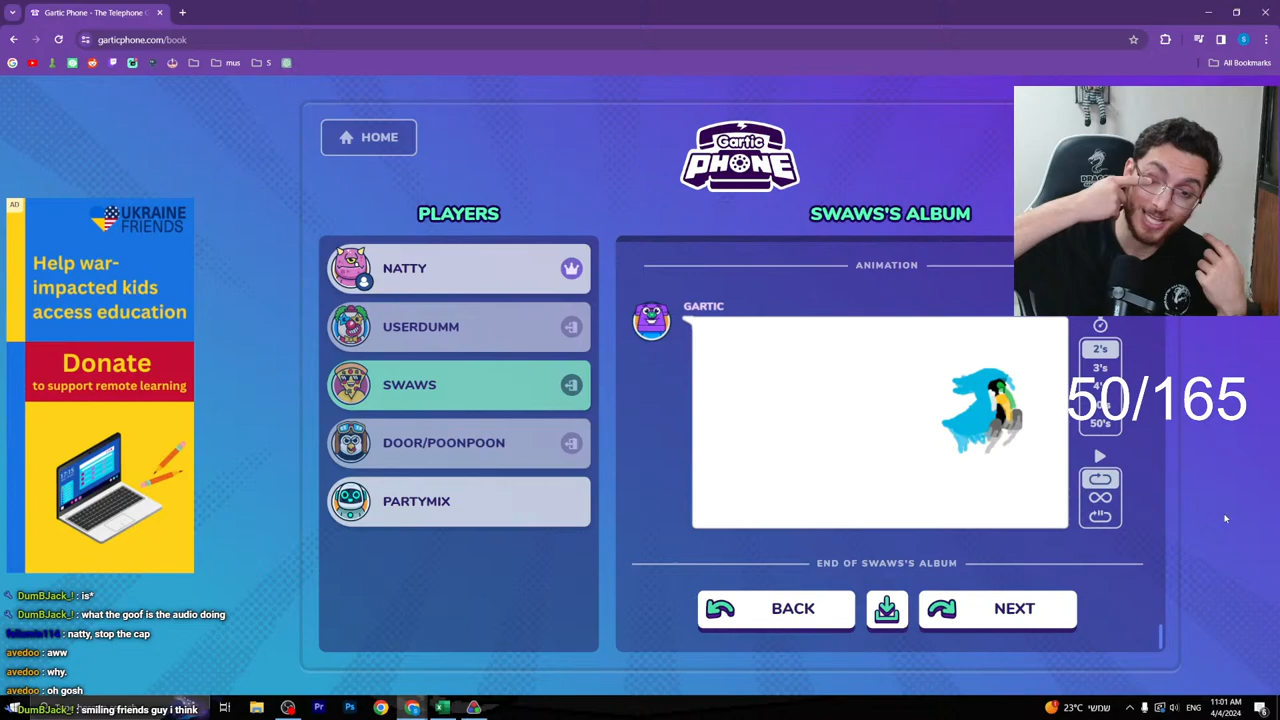 Gartic Phone - The Telephone G
garticphone.com/book
mus
S
All Bookmarks
HOME
Gartic
PHONE
PLAYERS
SWAWS'S ALBUM
NATTY
USERDUMM
SWAWS
DOOR/POONPOON
PARTYMIX
ANIMATION
GARTIC
2's
3's
50's
50/165
END OF SWAWS'S ALBUM
BACK
NEXT
AD
UKRAINE
FRIENDS
Help war-
impacted kids
access education
Donate
to support remote learning
DumBJack_!: is*
DumBJack_!: what the goof is the audio doing
: natty, stop the cap
avedoo: aww
avedoo: why.
avedoo: oh gosh
DumBJack_!: smiling friends guy i think
23°C שמשי
ENG
11:01 AM
4/4/2024